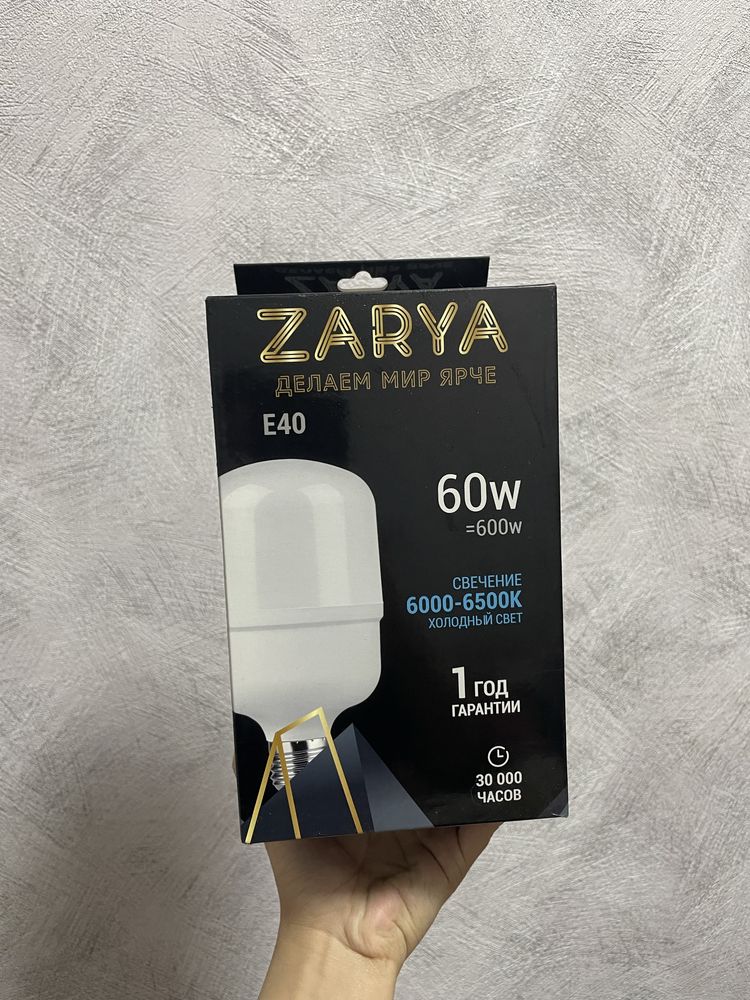 ZARYA
ДЕЛАЕМ МИР ЯРЧЕ
E40
60w
=600w
СВЕЧЕНИЕ
6000-6500K
ХОЛОДНЫЙ СВЕТ
1 ГОД
ГАРАНТИИ
30 000
ЧАСОВ